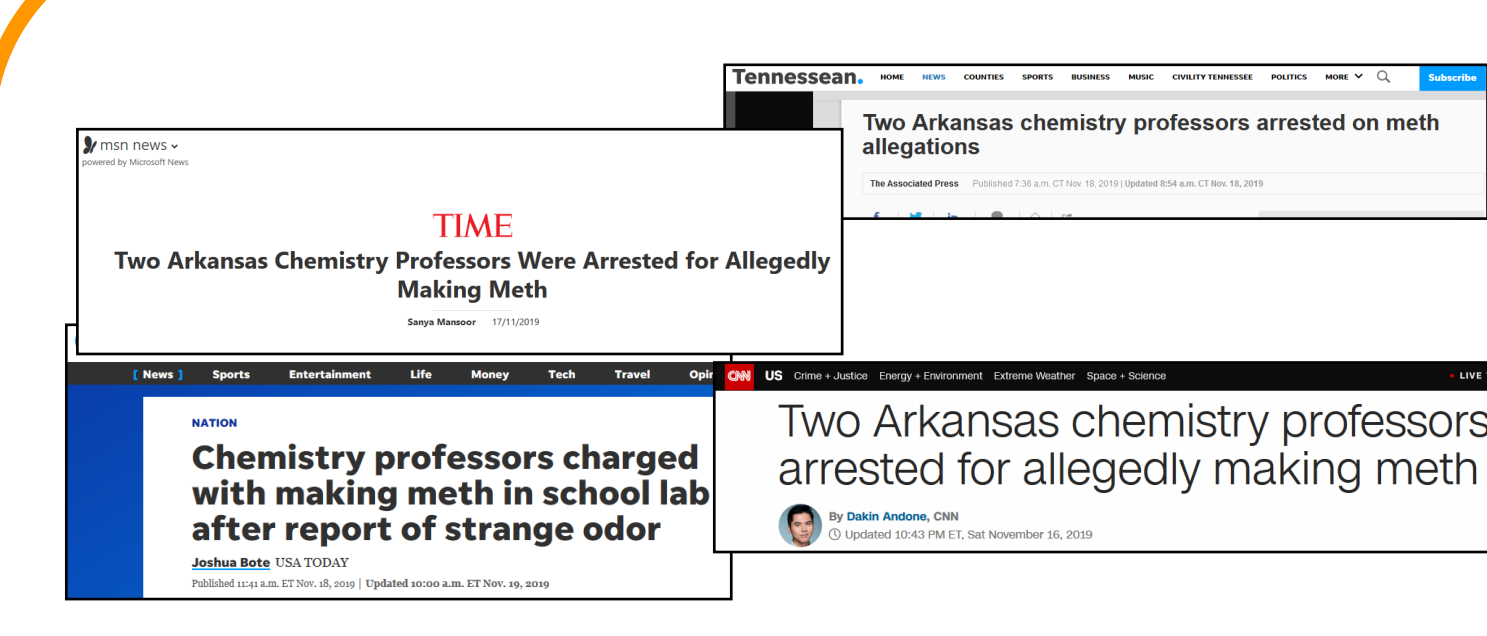 Tennessean.
HOME NEWS COUNTIES SPORTS BUSINESS MUSIC CIVILITY TENNESSEE POLITICS MORE
Subscribe
Two Arkansas chemistry professors arrested on meth
allegations
The Associated Press Published 7:36 a.m. CT Nov. 18, 2019 | Updated 8:54 a.m. CT Nov. 18, 2019
msn news
powered by Microsoft News
TIME
Two Arkansas Chemistry Professors Were Arrested for Allegedly
Making Meth
Sanya Mansoor 17/11/2019
[ News ] Sports Entertainment Life Money Tech Travel
NATION
Chemistry professors charged
with making meth in school lab
after report of strange odor
Joshua Bote USA TODAY
Published 11:41 a.m. ET Nov. 18, 2019 | Updated 10:00 a.m. ET Nov. 19, 2019
CNN US Crime + Justice Energy + Environment Extreme Weather Space + Science
• LIVE
Two Arkansas chemistry professors
arrested for allegedly making meth
By Dakin Andone, CNN
Updated 10:43 PM ET, Sat November 16, 2019